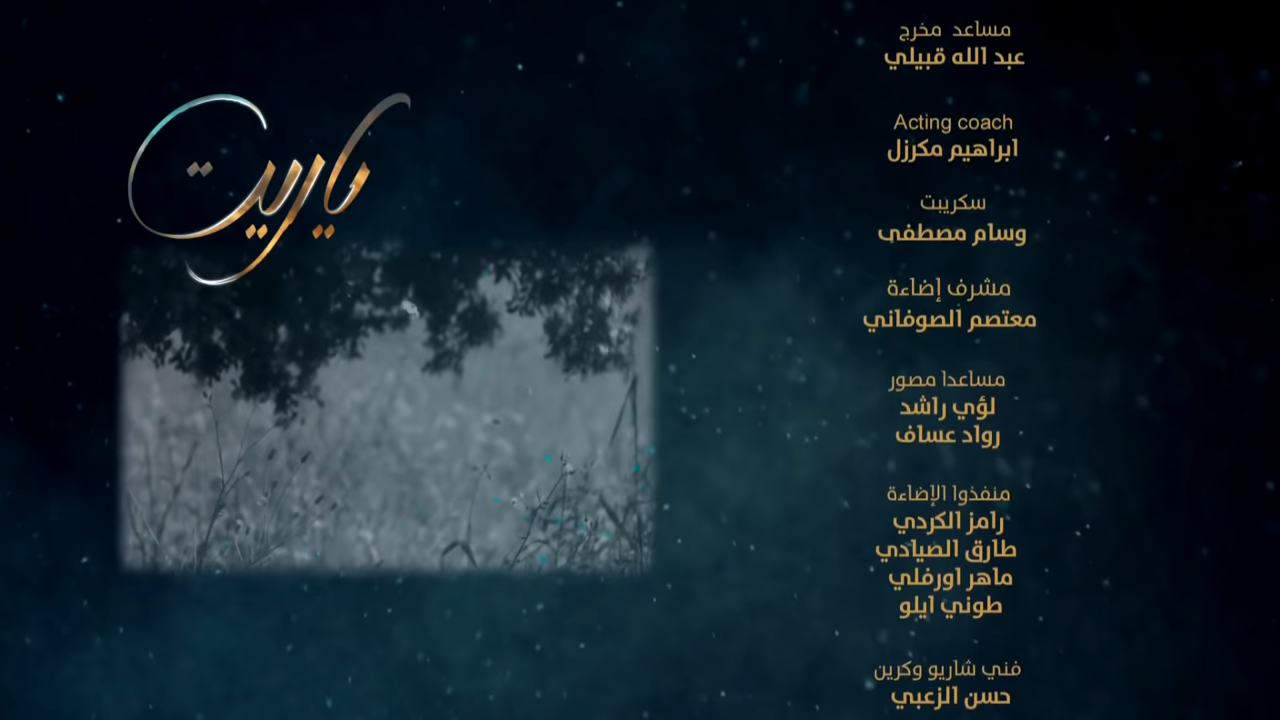 ياريت
مساعد مخرج
عبد الله قبيلي
Acting coach
ابراهيم مكرزل
سكريبت
وسام مصطفى
مشرف إضاءة
معتصم الصوفاني
مساعدا مصور
لؤي راشد
رواد عساف
منفذوا الإضاءة
رامز الكردي
طارق الصيادي
ماهر اورفلي
طوني ايلو
فني شاريو وكرين
حسن الزعبي